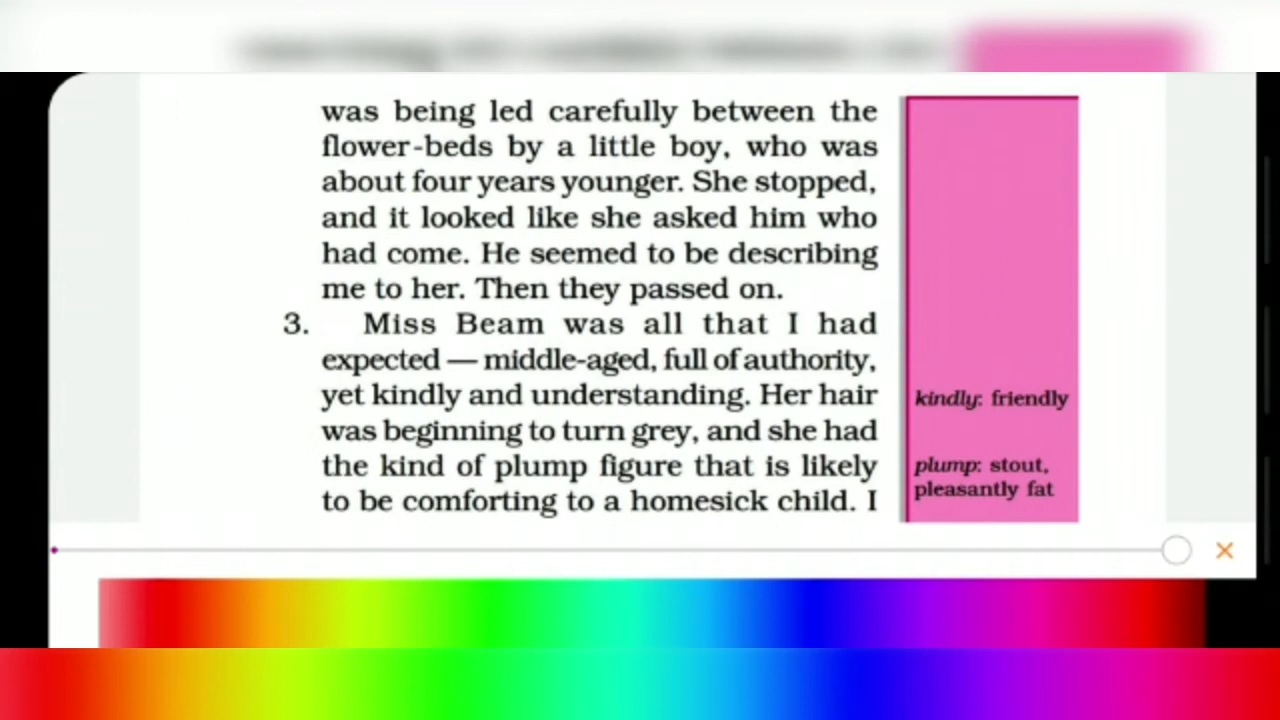 was being led carefully between the
flower-beds by a little boy, who was
about four years younger. She stopped,
and it looked like she asked him who
had come. He seemed to be describing
me to her. Then they passed on.
3. Miss Beam was all that I had
expected — middle-aged, full of authority,
yet kindly and understanding. Her hair
was beginning to turn grey, and she had
the kind of plump figure that is likely
to be comforting to a homesick child. I
kindly: friendly
plump: stout,
pleasantly fat